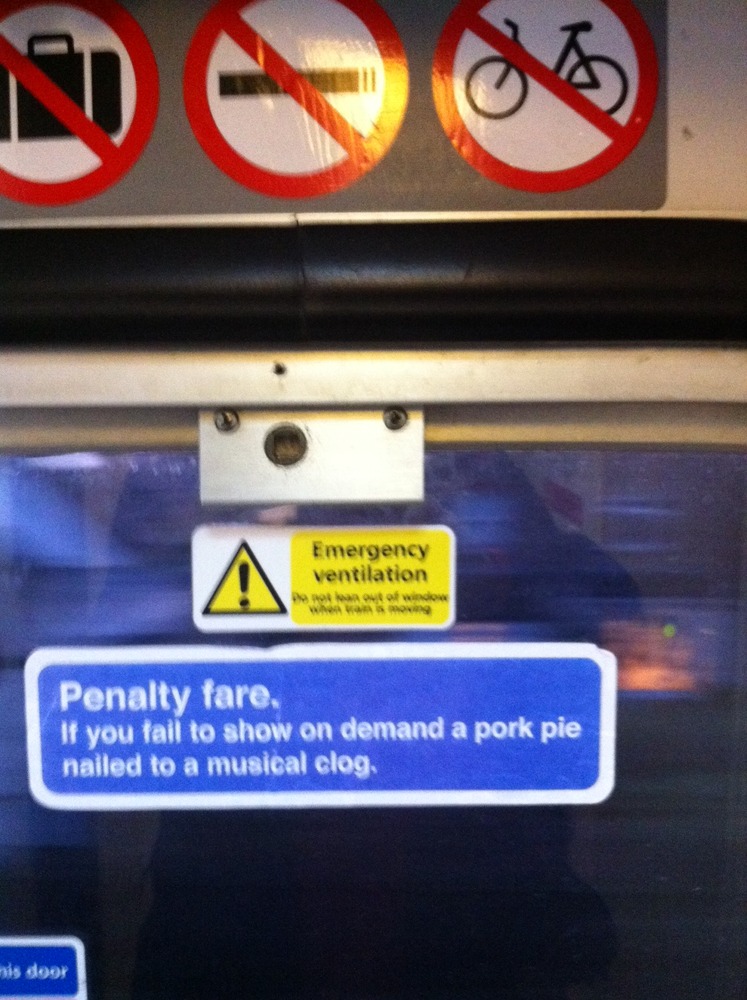 Emergency
ventilation
Do not lean out of window
when train is moving
Penalty fare.
If you fail to show on demand a pork pie
nailed to a musical clog.
his door